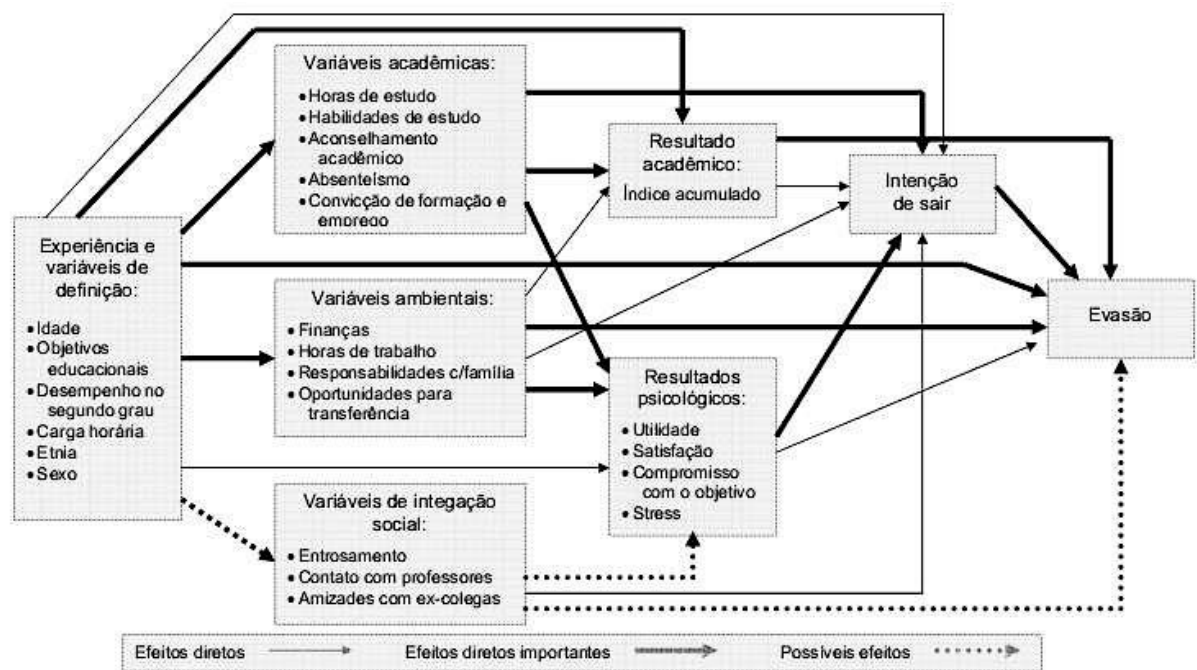 Variáveis acadêmicas:
• Horas de estudo
• Habilidades de estudo
• Aconselhamento
acadêmico
• Absenteísmo
• Convicção de formação e
emprego
Resultado
acadêmico:
Índice acumulado
Intenção
de sair
Experiência e
variáveis de
definição:
• Idade
• Objetivos
educacionais
• Desempenho no
segundo grau
• Carga horária
• Etnia
• Sexo
Variáveis ambientais:
• Finanças
• Horas de trabalho
• Responsabilidades c/família
• Oportunidades para
transferência
Evasão
Resultados
psicológicos:
• Utilidade
• Satisfação
• Compromisso
com o objetivo
• Stress
Variáveis de integação
social:
• Entrosamento
• Contato com professores
• Amizades com ex-colegas
Efeitos diretos
Efeitos diretos importantes
Possíveis efeitos